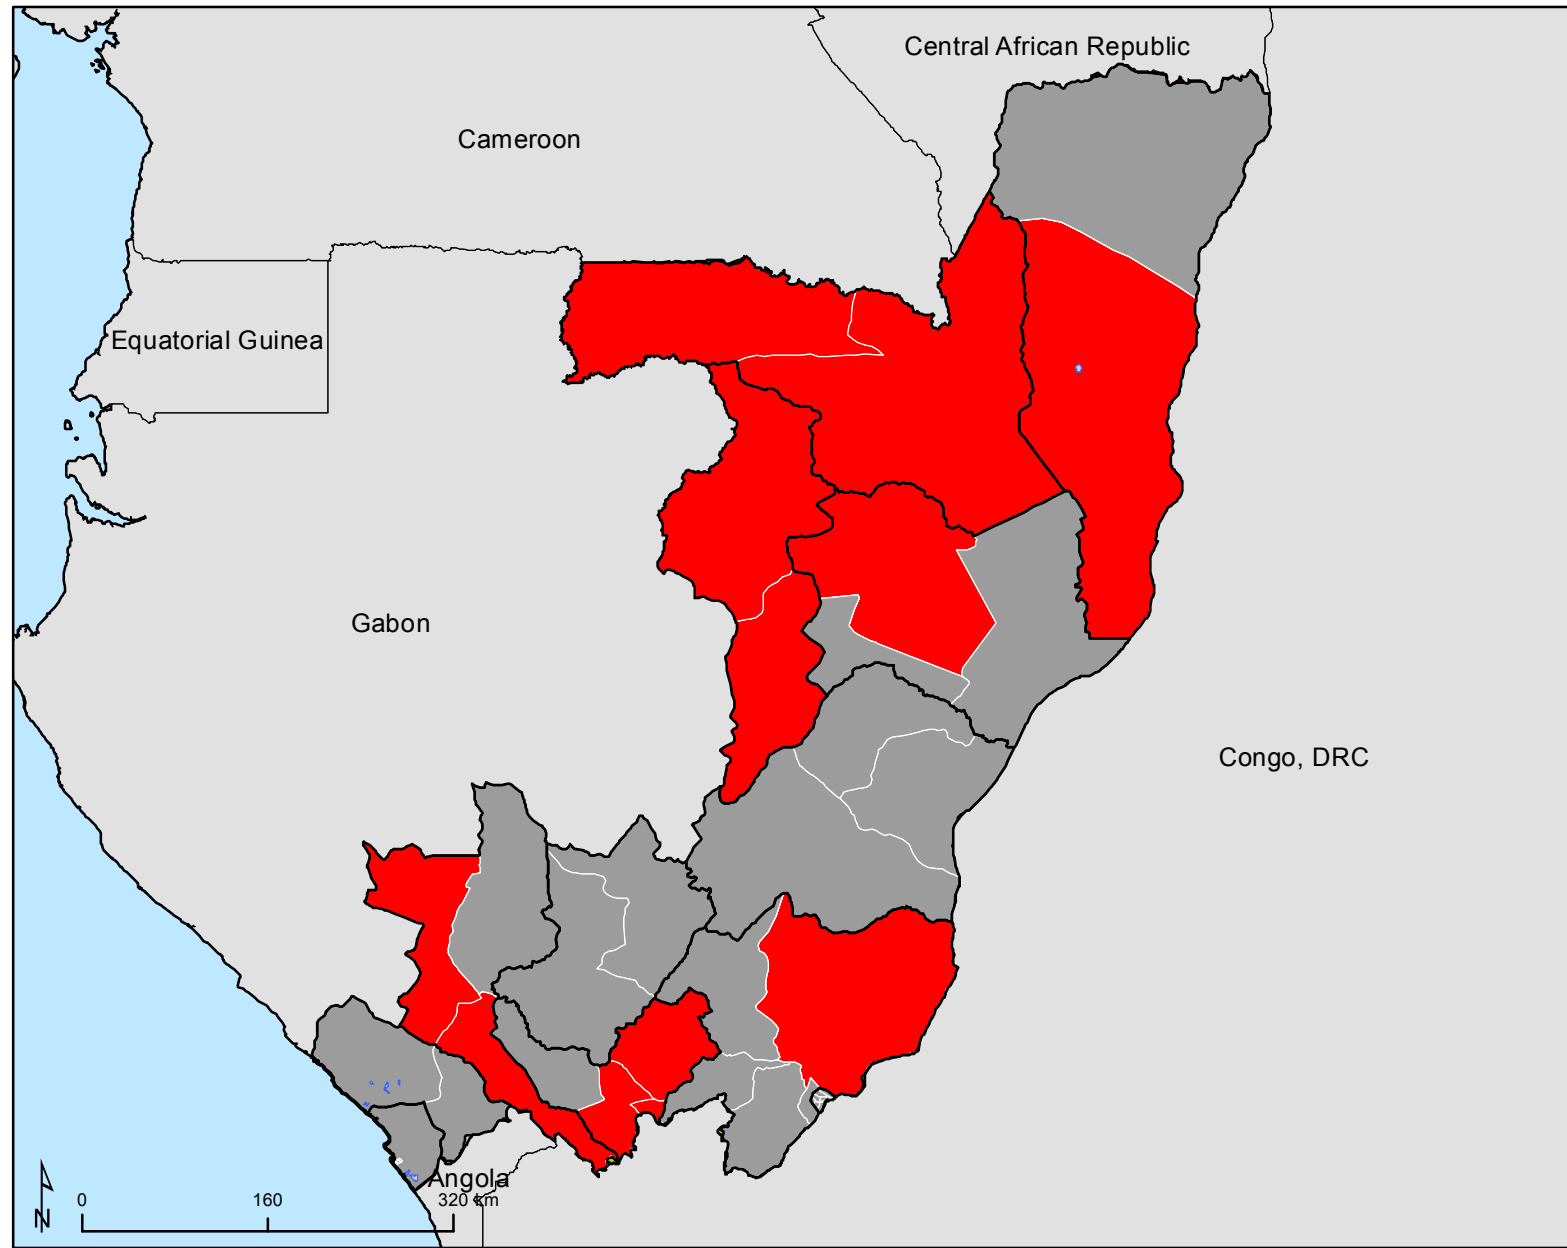 Central African Republic
Cameroon
Equatorial Guinea
Gabon
Congo, DRC
Angola
0 160 320 km
N